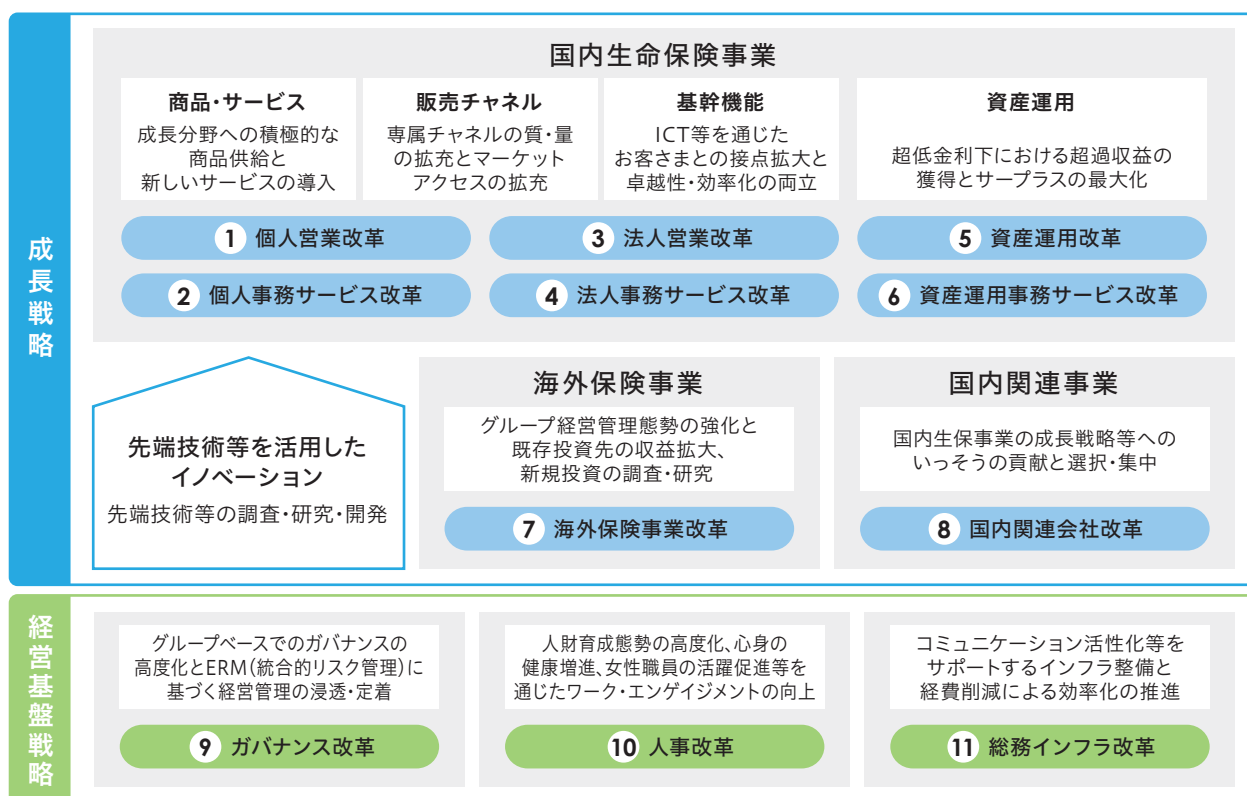 成長戦略
国内生命保険事業
商品・サービス
成長分野への積極的な
商品供給と
新しいサービスの導入
販売チャネル
専属チャネルの質・量
の拡充とマーケット
アクセスの拡充
基幹機能
ICT等を通じた
お客さまとの接点拡大と
卓越性・効率化の両立
資産運用
超低金利下における超過収益の
獲得とサープラスの最大化
1 個人営業改革
2 個人事務サービス改革
3 法人営業改革
4 法人事務サービス改革
5 資産運用改革
6 資産運用事務サービス改革
先端技術等を活用した
イノベーション
先端技術等の調査・研究・開発
海外保険事業
グループ経営管理態勢の強化と
既存投資先の収益拡大、
新規投資の調査・研究
7 海外保険事業改革
国内関連事業
国内生保事業の成長戦略等への
いっそうの貢献と選択・集中
8 国内関連会社改革
経営基盤戦略
グループベースでのガバナンスの
高度化とERM(統合的リスク管理)に
基づく経営管理の浸透・定着
9 ガバナンス改革
人財育成態勢の高度化、心身の
健康増進、女性職員の活躍促進等を
通じたワーク・エンゲイジメントの向上
10 人事改革
コミュニケーション活性化等を
サポートするインフラ整備と
経費削減による効率化の推進
11 総務インフラ改革